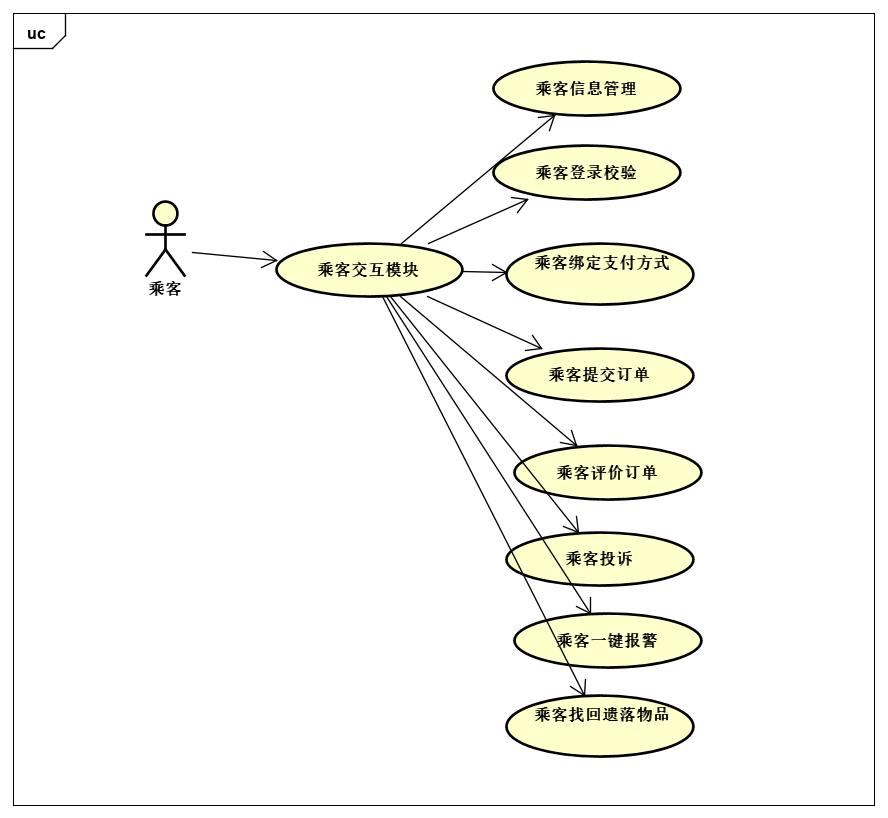 uc
乘客信息管理
乘客登录校验
乘客
乘客交互模块
乘客绑定支付方式
乘客提交订单
乘客评价订单
乘客投诉
乘客一键报警
乘客找回遗落物品